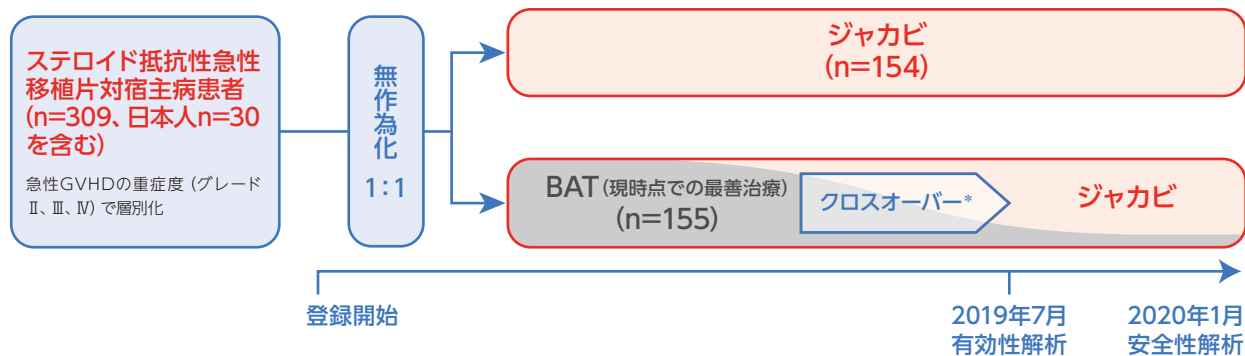 ステロイド抵抗性急性
移植片対宿主病患者
(n=309、日本人n=30
を含む)
急性GVHDの重症度（グレード
Ⅱ、Ⅲ、Ⅳ）で層別化
無作為化
1：1
ジャカビ
(n=154)
BAT（現時点での最善治療）
(n=155)
クロスオーバー*
ジャカビ
登録開始
2019年7月
有効性解析
2020年1月
安全性解析